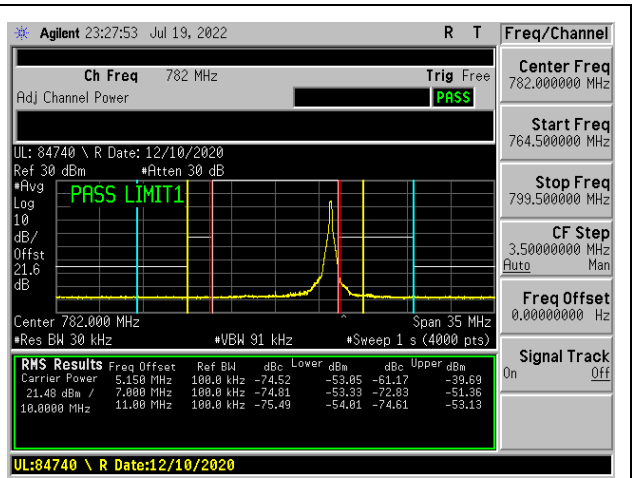 Agilent 23:27:53 Jul 19, 2022 R T
Freq/Channel
Ch Freq 782 MHz Trig Free
Adj Channel Power PASS
Center Freq
782.000000 MHz
Start Freq
764.500000 MHz
Stop Freq
799.500000 MHz
CF Step
3.50000000 MHz
Auto Man
Freq Offset
0.00000000 Hz
Signal Track
On Off
UL: 84740 \ R Date: 12/10/2020
Ref 30 dBm #Atten 30 dB
#Avg
Log
10
dB/
Offst
21.6
dB
PASS LIMIT1
Center 782.000 MHz Span 35 MHz
#Res BW 30 kHz #VBW 91 kHz #Sweep 1 s (4000 pts)
RMS Results Freq Offset Ref BW dBc Lower dBm dBc Upper dBm
Carrier Power 5.150 MHz 100.0 kHz -74.52 -53.05 -61.17 -39.69
21.48 dBm / 7.000 MHz 100.0 kHz -74.81 -53.33 -72.83 -51.36
10.0000 MHz 11.00 MHz 100.0 kHz -75.49 -54.01 -74.61 -53.13
UL:84740 \ R Date:12/10/2020